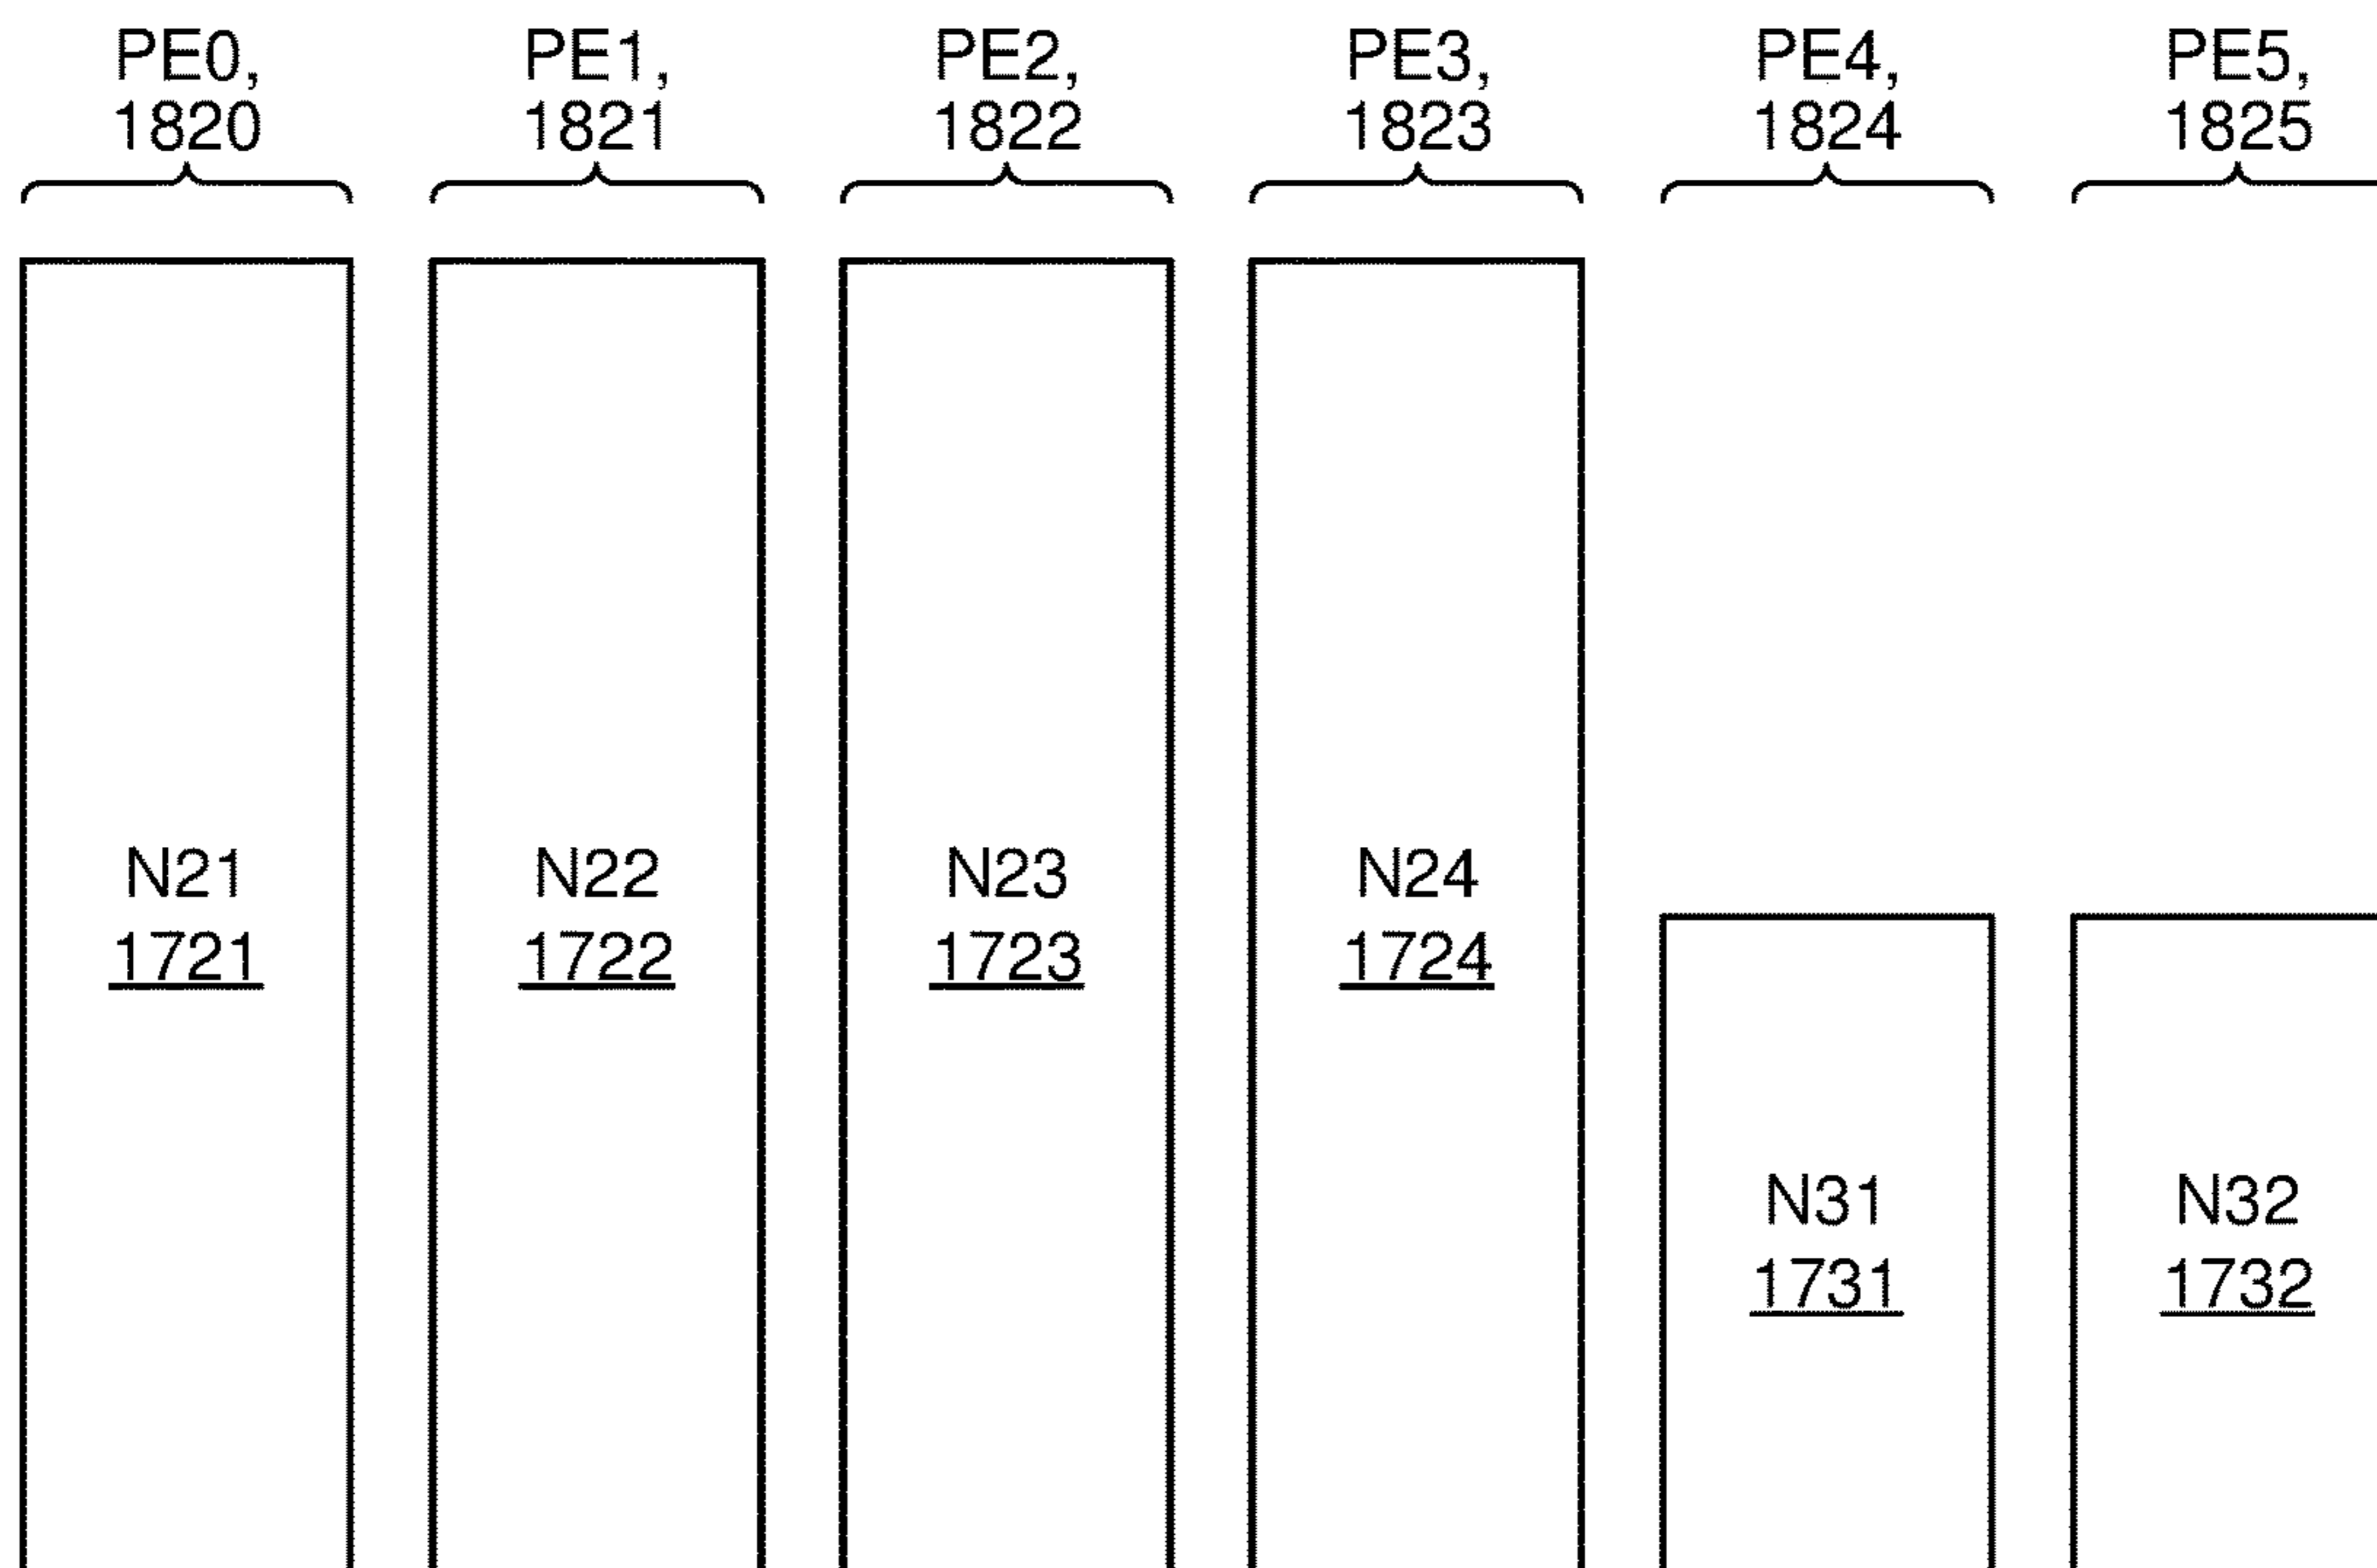 PE0,
1820
PE1,
1821
PE2,
1822
PE3,
1823
PE4,
1824
PE5,
1825
N21
1721
N22
1722
N23
1723
N24
1724
N31
1731
N32
1732